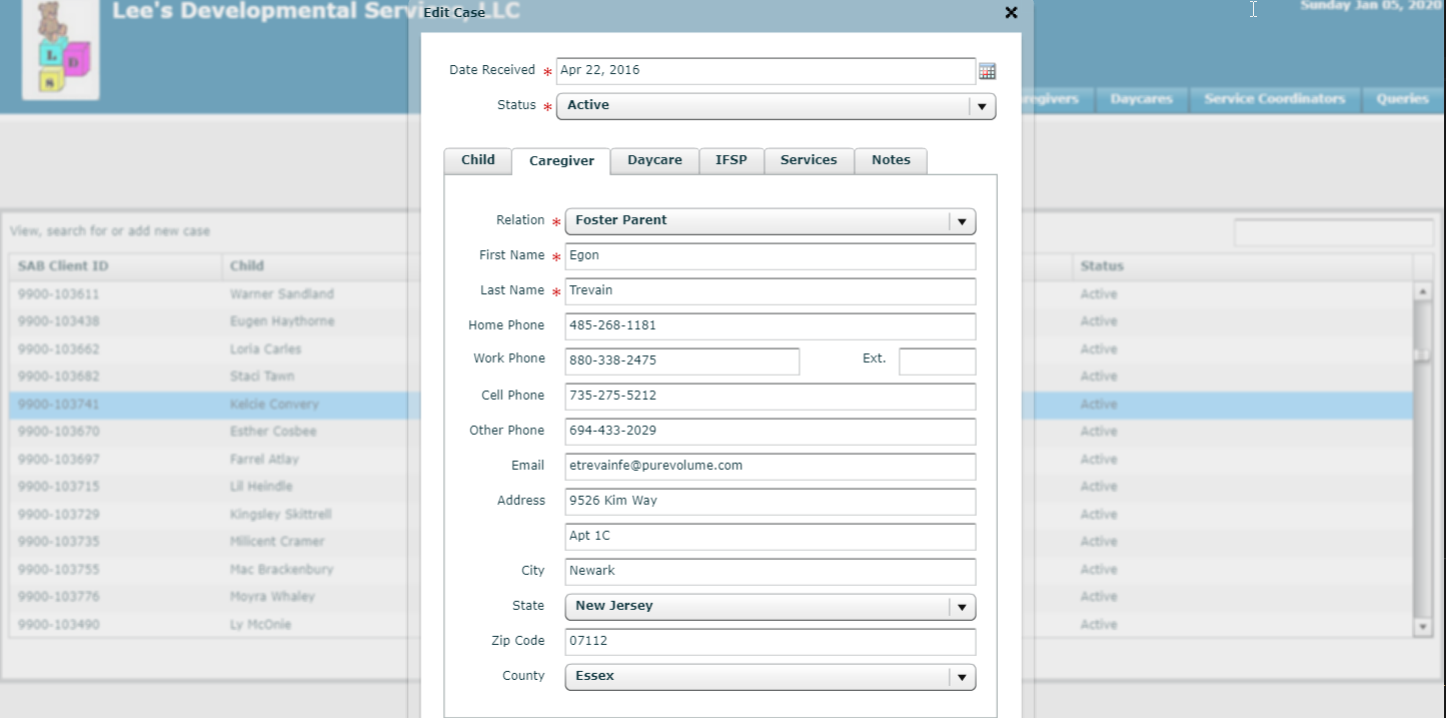 Lee's Developmental Services, LLC
Sunday Jan 05, 2020
L
D
S
Daycares Service Coordinators Queries
Edit Case
Date Received * Apr 22, 2016
Status * Active
Child Caregiver Daycare IFSP Services Notes
Relation * Foster Parent
First Name * Egon
Last Name * Trevain
Home Phone 485-268-1181
Work Phone 880-338-2475 Ext.
Cell Phone 735-275-5212
Other Phone 694-433-2029
Email etrevainfe@purevolume.com
Address 9526 Kim Way
Apt 1C
City Newark
State New Jersey
Zip Code 07112
County Essex
View, search for or add new case
SAB Client ID Child Status
9900-103611 Warner Sandland Active
9900-103438 Eugen Haythorne Active
9900-103662 Loria Carles Active
9900-103682 Staci Tawn Active
9900-103741 Kelcie Convery Active
9900-103670 Esther Cosbee Active
9900-103697 Farrel Atlay Active
9900-103715 Lil Heindle Active
9900-103729 Kingsley Skittrell Active
9900-103735 Milicent Cramer Active
9900-103755 Mac Brackenbury Active
9900-103776 Moyra Whaley Active
9900-103490 Ly McOnie Active